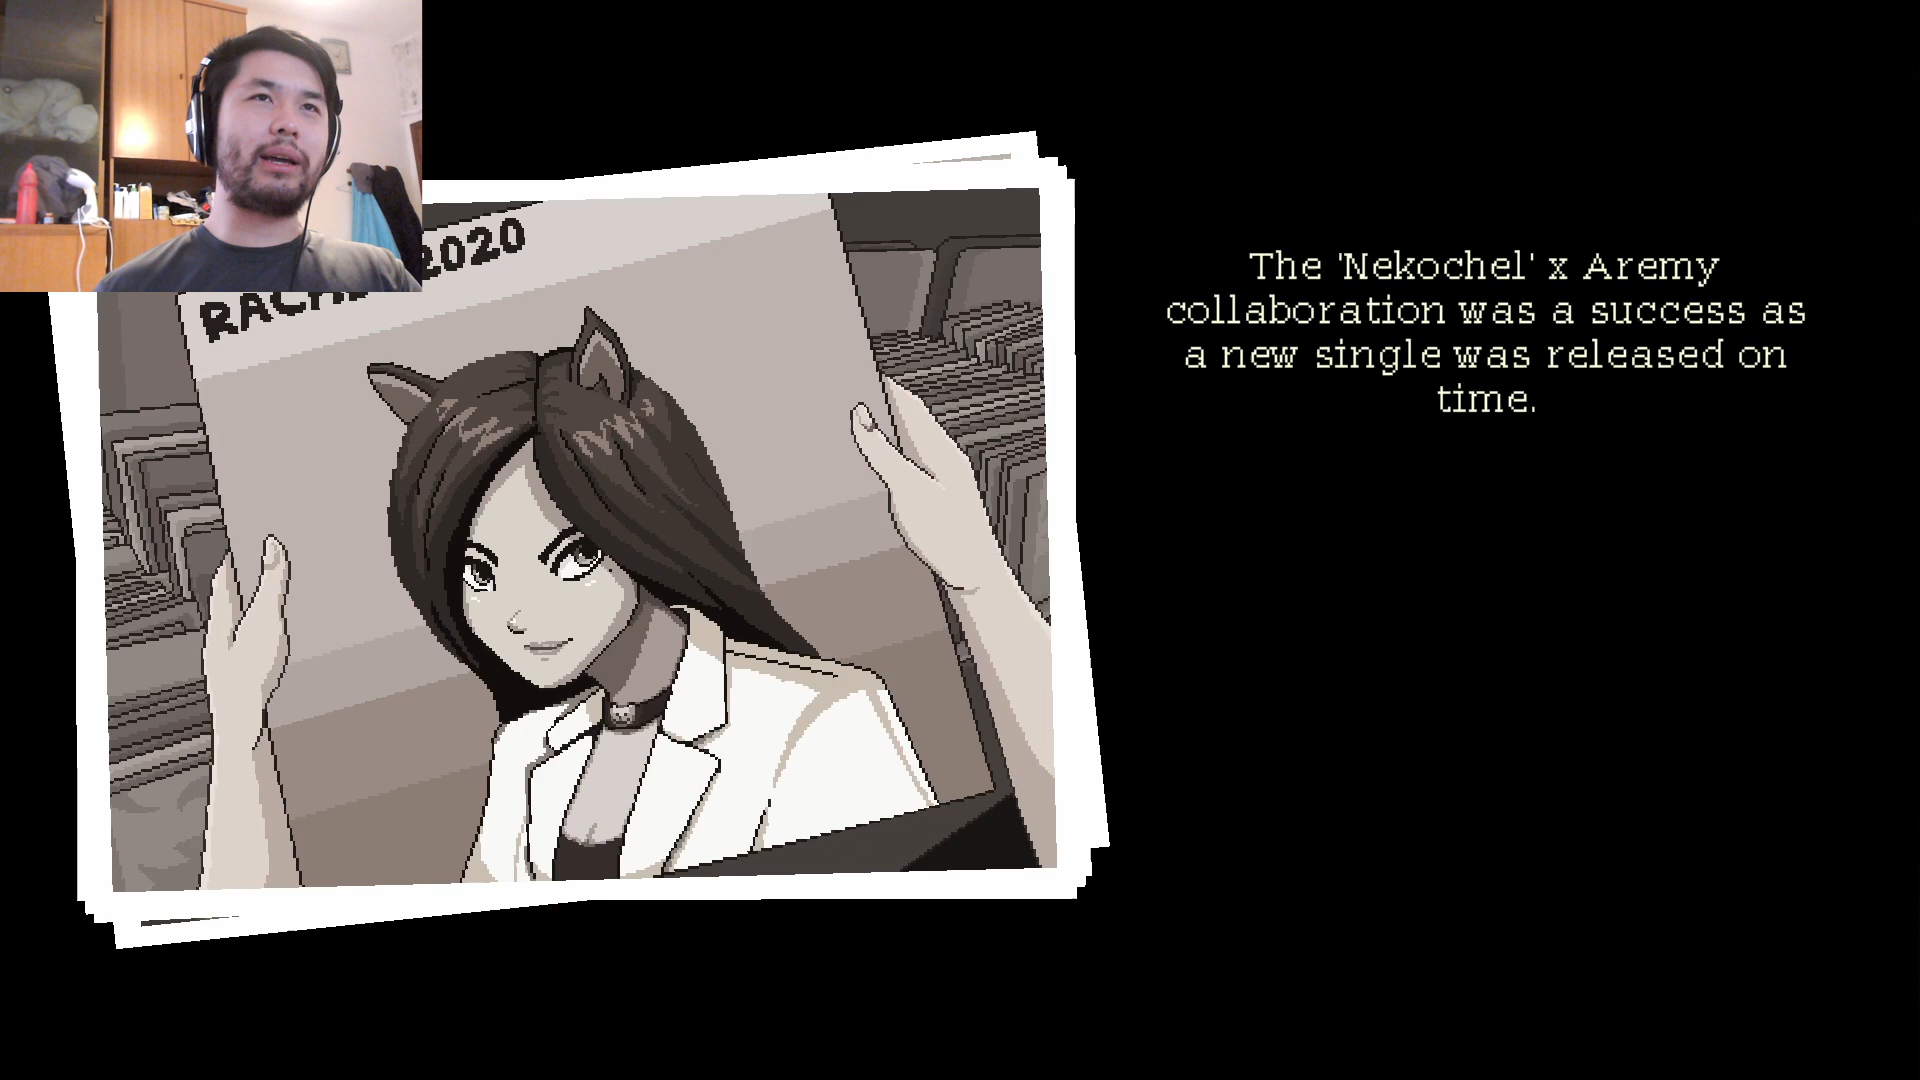 2020
The 'Nekochel' x Aremy
collaboration was a success as
a new single was released on
time.